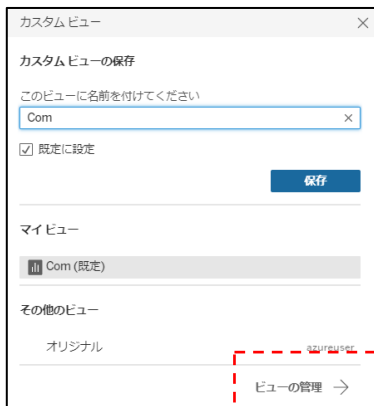 カスタム ビュー
カスタム ビューの保存
このビューに名前を付けてください
Com
既定に設定
保存
マイ ビュー
Com (既定)
その他のビュー
オリジナル azureuser
ビューの管理 →